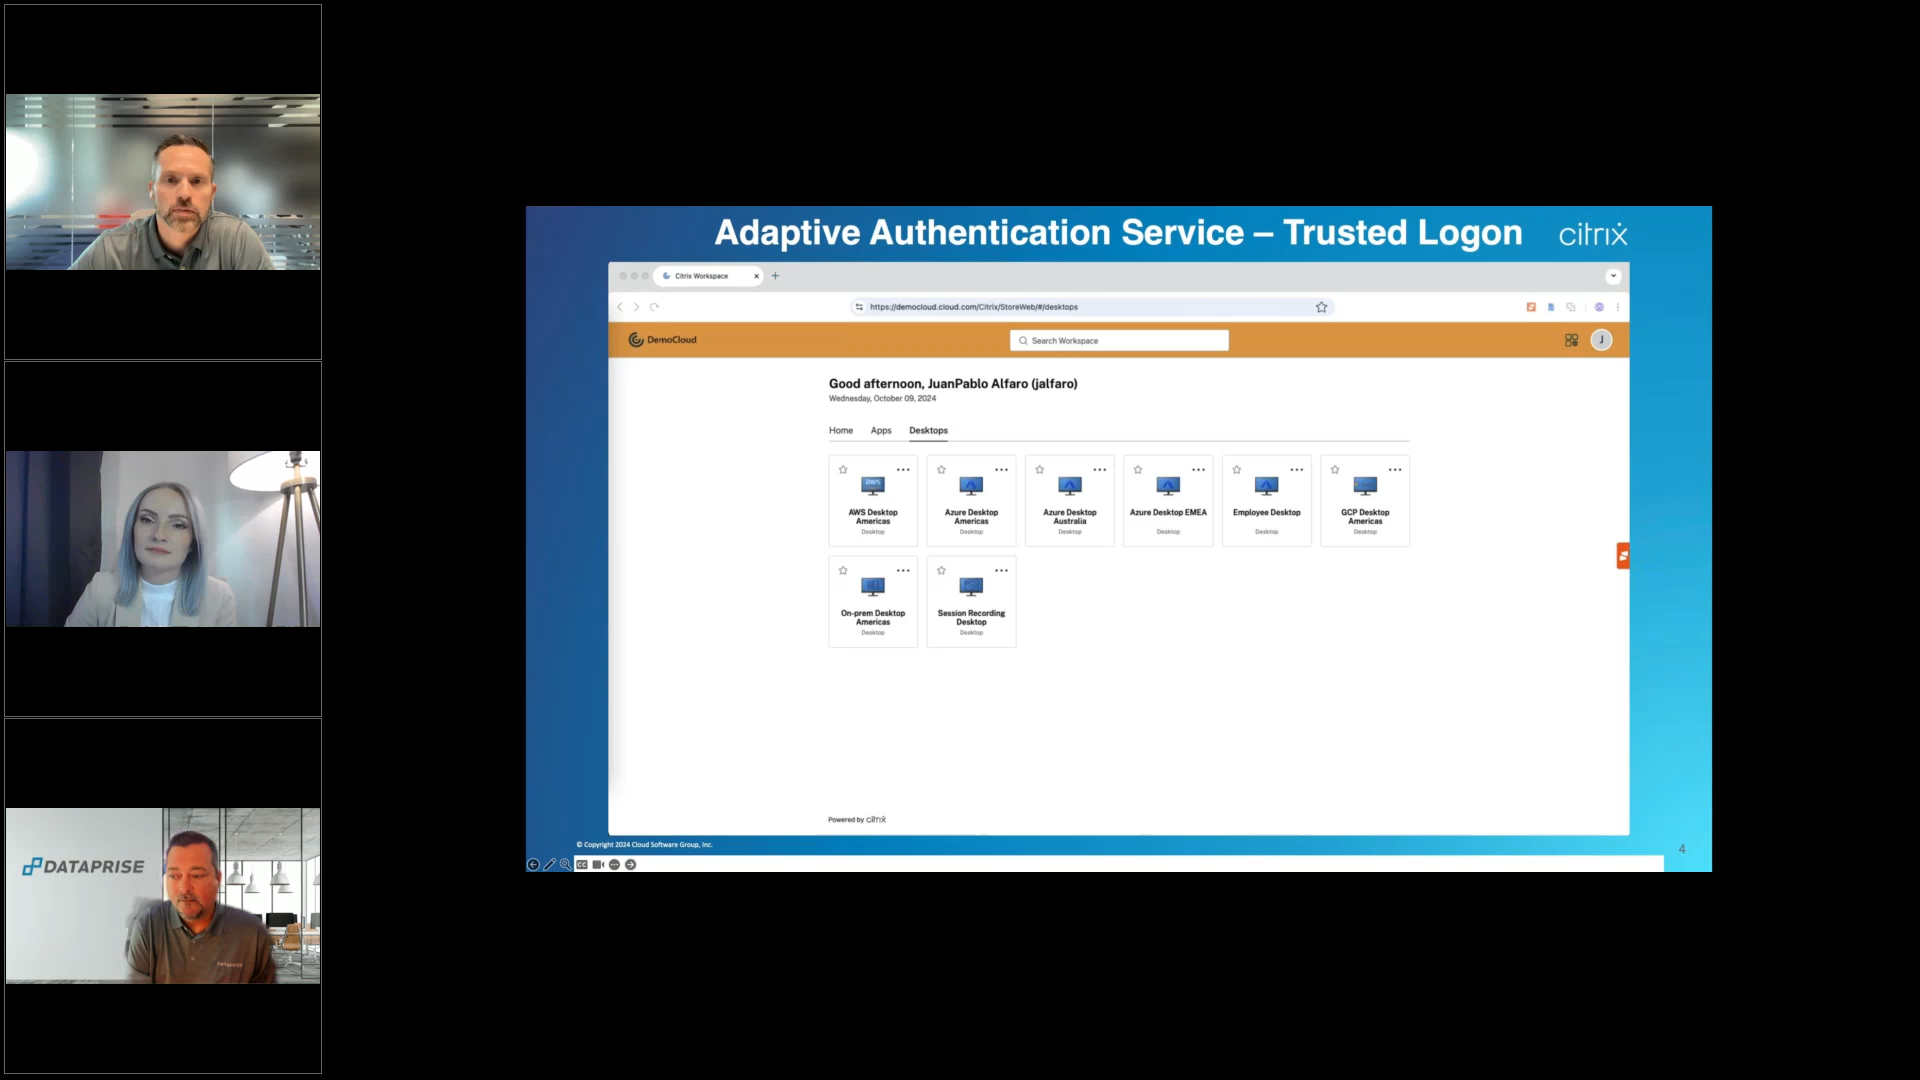 Adaptive Authentication Service – Trusted Logon
citrix
Citrix Workspace
https://democloud.cloud.com/Citrix/StoreWeb/#/desktops
DemoCloud
Search Workspace
J
Good afternoon, JuanPablo Alfaro (jalfaro)
Wednesday, October 09, 2024
Home Apps Desktops
aws
AWS Desktop
Americas
Desktop
Azure Desktop
Americas
Desktop
Azure Desktop
Australia
Desktop
Azure Desktop EMEA
Desktop
Employee Desktop
Desktop
GCP Desktop
Americas
Desktop
On-prem Desktop
Americas
Desktop
Session Recording
Desktop
Desktop
Powered by citrix
© Copyright 2024 Cloud Software Group, Inc.
4
CC
DATAPRISE
DATAPRISE